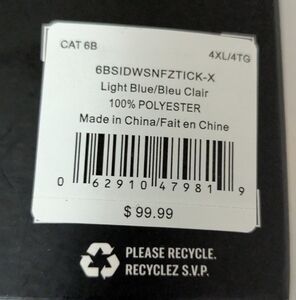 CAT 6B 4XL/4TG
6BSIDWSNFZTICK-X
Light Blue/Bleu Clair
100% POLYESTER
Made in China/Fait en Chine
0 62910 47981 9
$ 99.99
PLEASE RECYCLE.
RECYCLEZ S.V.P.